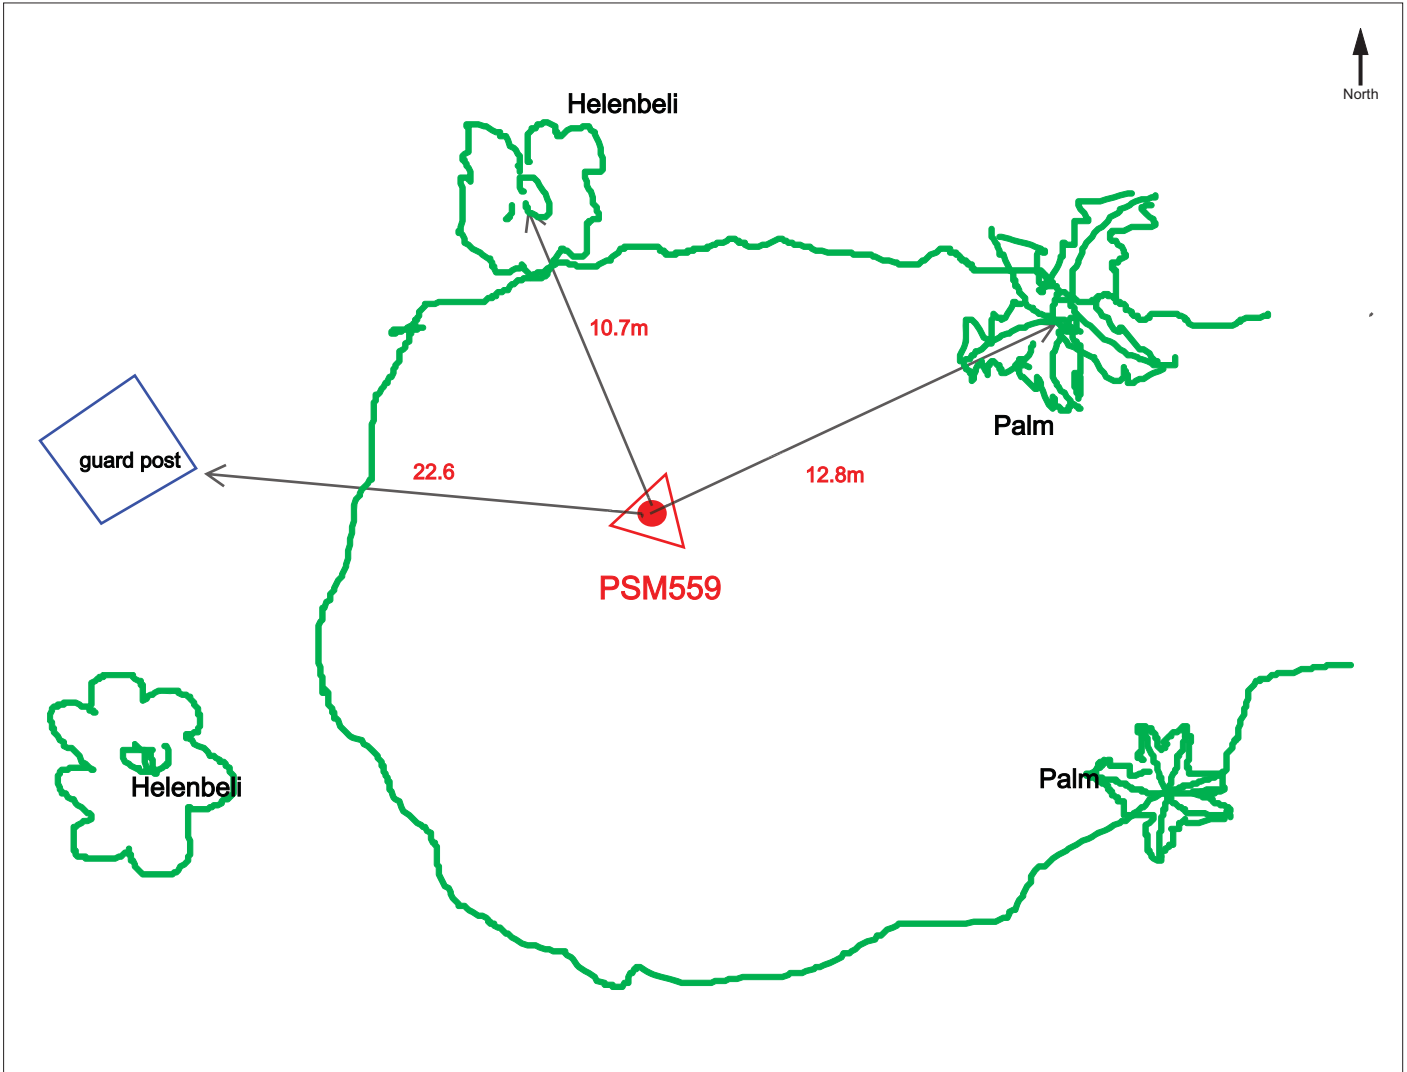 North
Helenbeli
10.7m
Palm
guard post
22.6
12.8m
PSM559
Helenbeli
Palm